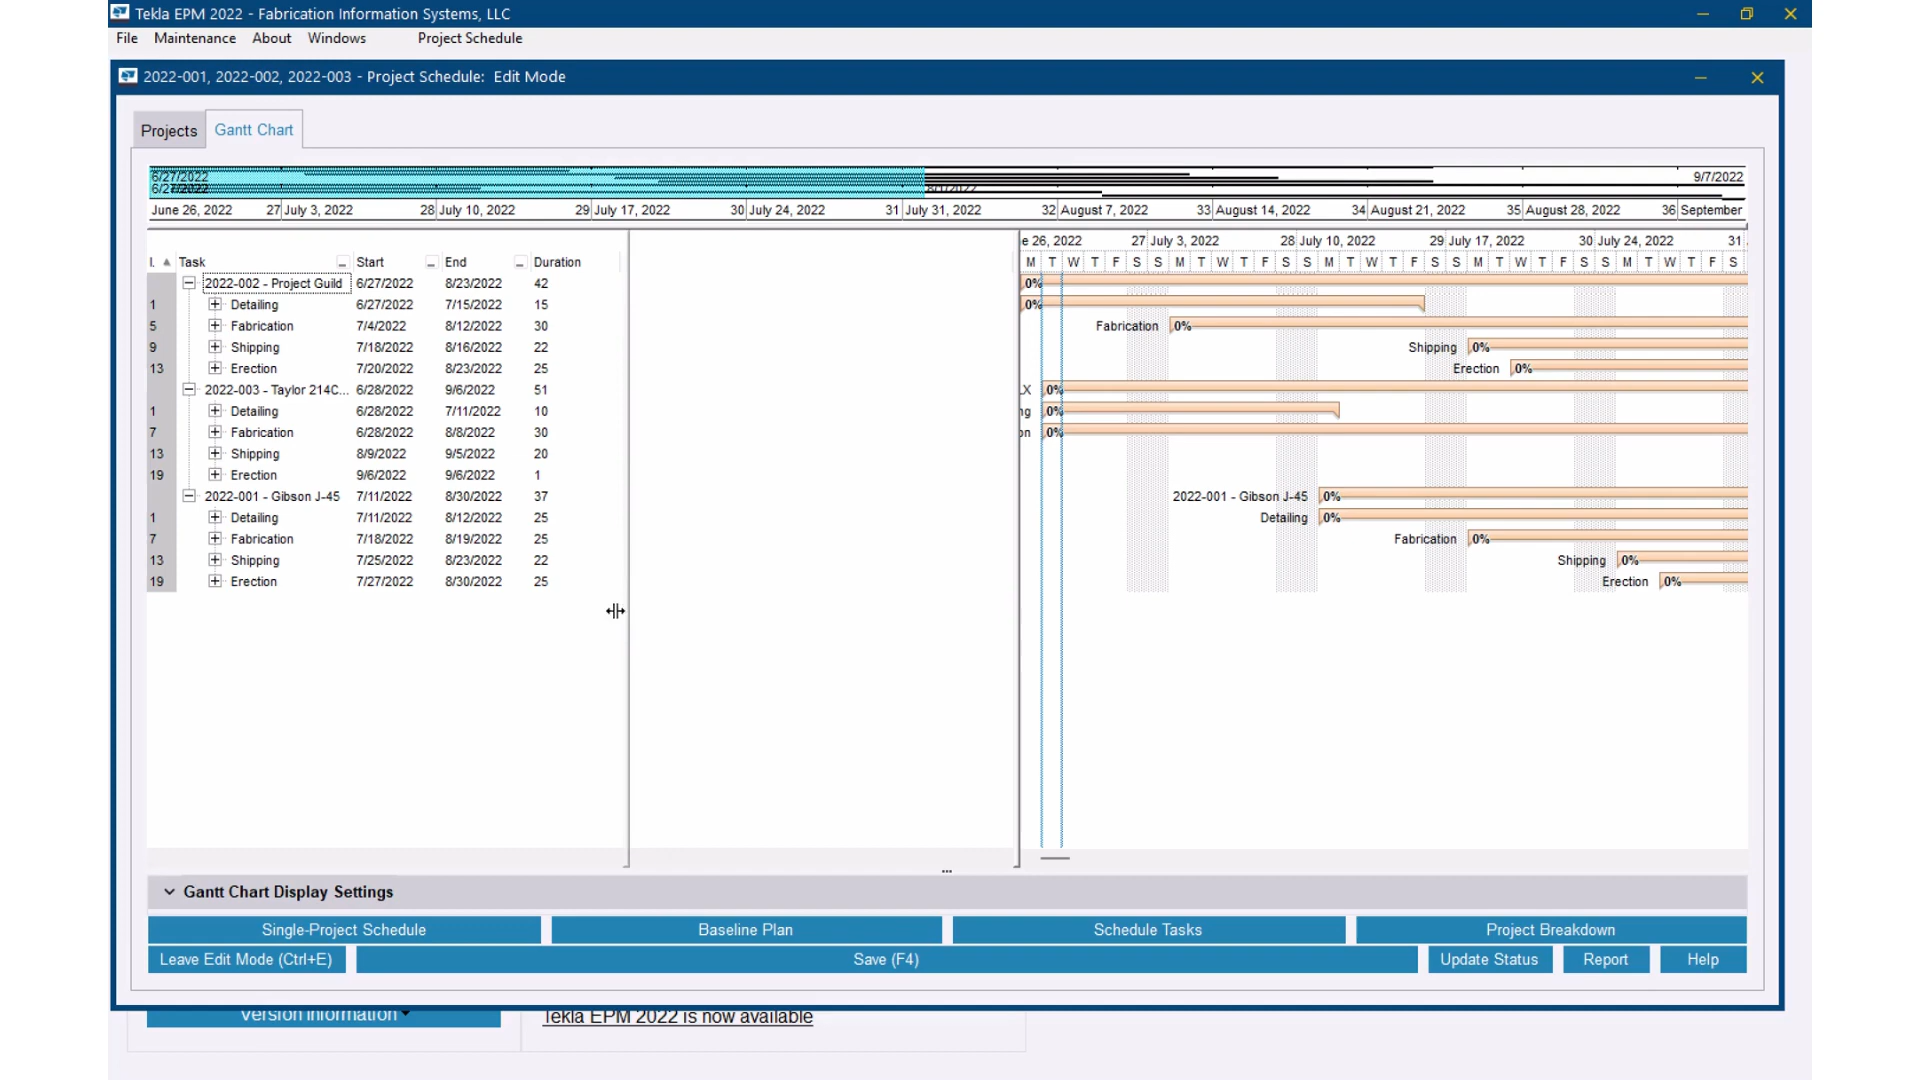 Tekla EPM 2022 - Fabrication Information Systems, LLC
File Maintenance About Windows Project Schedule
2022-001, 2022-002, 2022-003 - Project Schedule: Edit Mode
Projects Gantt Chart
6/27/2022 9/7/2022
8/1/2022
June 26, 2022 27 July 3, 2022 28 July 10, 2022 29 July 17, 2022 30 July 24, 2022 31 July 31, 2022 32 August 7, 2022 33 August 14, 2022 34 August 21, 2022 35 August 28, 2022 36 September
e 26, 2022 27 July 3, 2022 28 July 10, 2022 29 July 17, 2022 30 July 24, 2022 31
I. Task Start End Duration M T W T F S S M T W T F S S M T W T F S S M T W T F S S M T W T F S
2022-002 - Project Guild 6/27/2022 8/23/2022 42 0%
1 Detailing 6/27/2022 7/15/2022 15 0%
5 Fabrication 7/4/2022 8/12/2022 30 Fabrication 0%
9 Shipping 7/18/2022 8/16/2022 22 Shipping 0%
13 Erection 7/20/2022 8/23/2022 25 Erection 0%
2022-003 - Taylor 214C... 6/28/2022 9/6/2022 51 LX 0%
1 Detailing 6/28/2022 7/11/2022 10 ng 0%
7 Fabrication 6/28/2022 8/8/2022 30 on 0%
13 Shipping 8/9/2022 9/5/2022 20
19 Erection 9/6/2022 9/6/2022 1
2022-001 - Gibson J-45 7/11/2022 8/30/2022 37 2022-001 - Gibson J-45 0%
1 Detailing 7/11/2022 8/12/2022 25 Detailing 0%
7 Fabrication 7/18/2022 8/19/2022 25 Fabrication 0%
13 Shipping 7/25/2022 8/23/2022 22 Shipping 0%
19 Erection 7/27/2022 8/30/2022 25 Erection 0%
Gantt Chart Display Settings
Single-Project Schedule Baseline Plan Schedule Tasks Project Breakdown
Leave Edit Mode (Ctrl+E) Save (F4) Update Status Report Help
Version Information Tekla EPM 2022 is now available